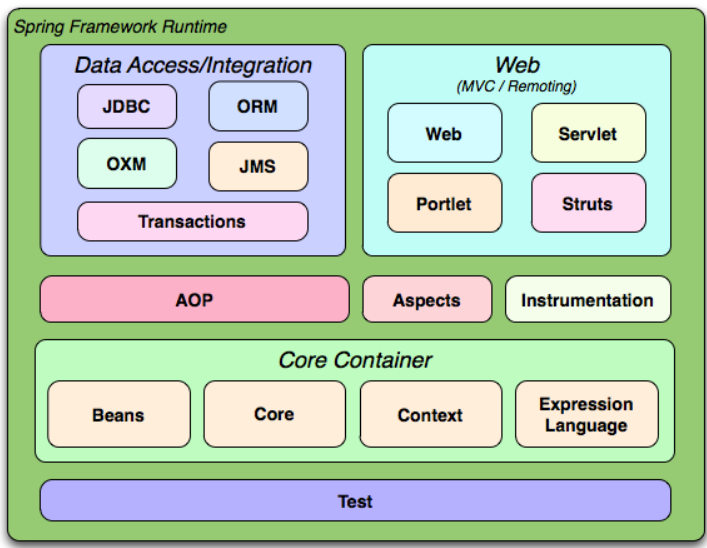 Spring Framework Runtime
Data Access/Integration
JDBC
ORM
OXM
JMS
Transactions
Web
(MVC / Remoting)
Web
Servlet
Portlet
Struts
AOP
Aspects
Instrumentation
Core Container
Beans
Core
Context
Expression
Language
Test